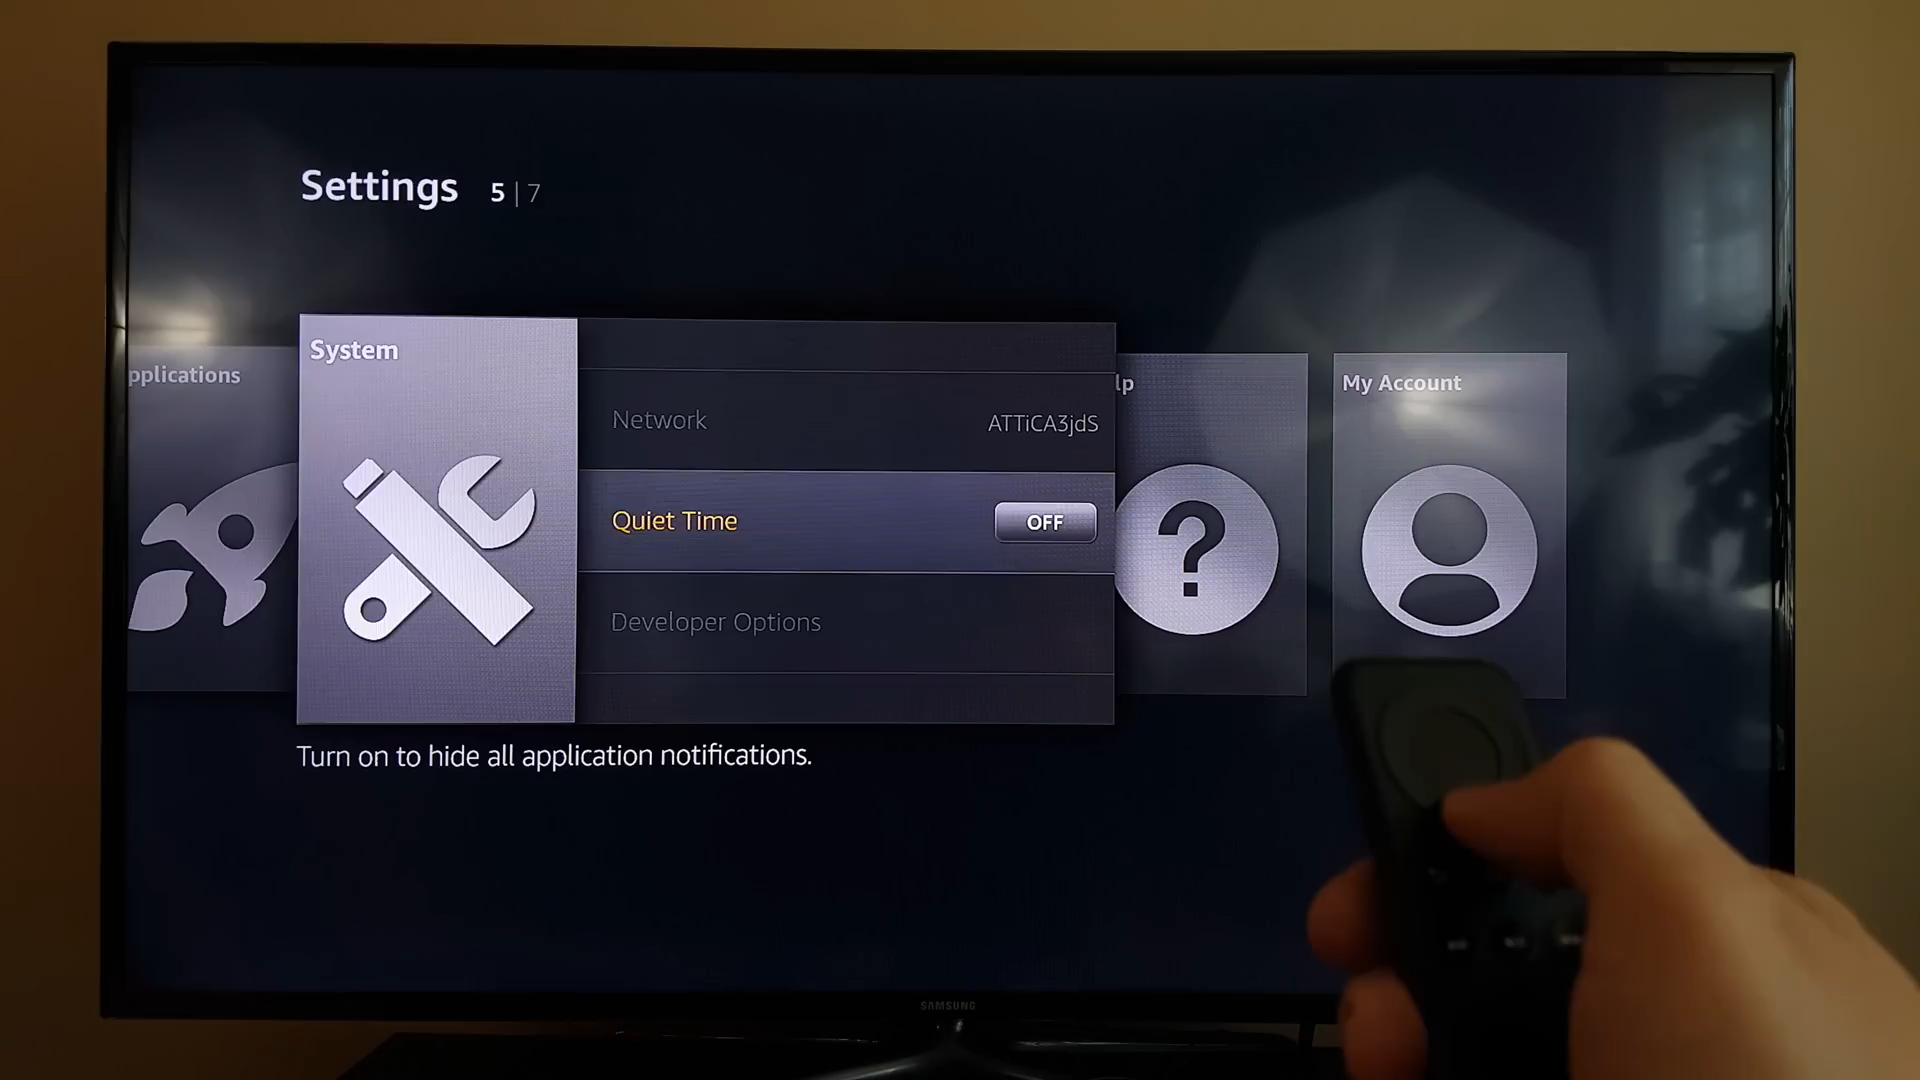 Settings 5 | 7
pplications
System
Network ATTiCA3jdS
Quiet Time OFF
Developer Options
lp
?
My Account
Turn on to hide all application notifications.
SAMSUNG